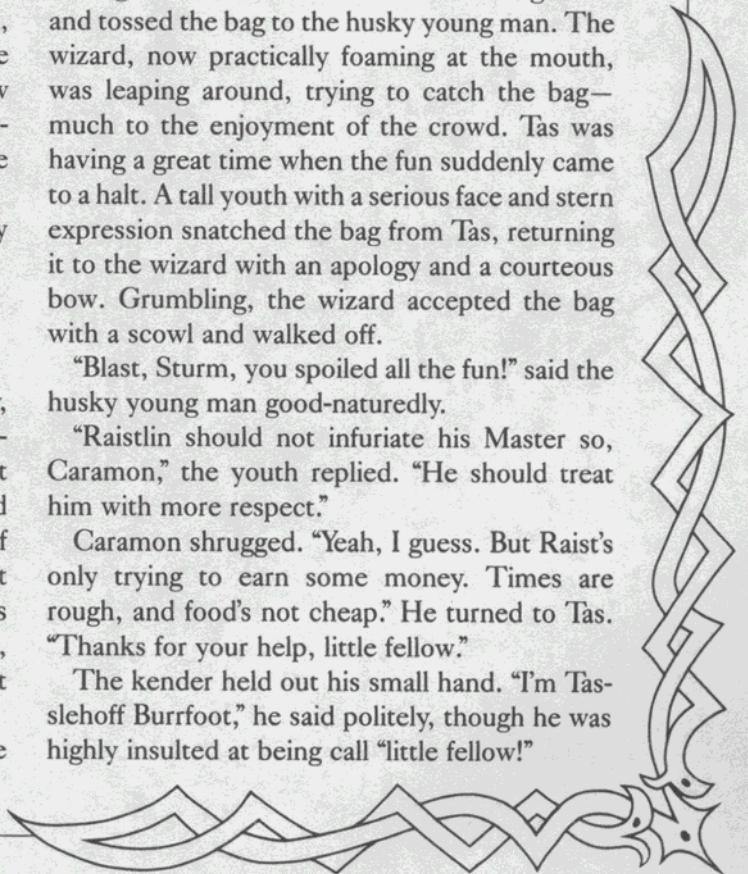 and tossed the bag to the husky young man. The
wizard, now practically foaming at the mouth,
was leaping around, trying to catch the bag—
much to the enjoyment of the crowd. Tas was
having a great time when the fun suddenly came
to a halt. A tall youth with a serious face and stern
expression snatched the bag from Tas, returning
it to the wizard with an apology and a courteous
bow. Grumbling, the wizard accepted the bag
with a scowl and walked off.
“Blast, Sturm, you spoiled all the fun!” said the
husky young man good-naturedly.
“Raistlin should not infuriate his Master so,
Caramon,” the youth replied. “He should treat
him with more respect.”
Caramon shrugged. “Yeah, I guess. But Raist’s
only trying to earn some money. Times are
rough, and food’s not cheap.” He turned to Tas.
“Thanks for your help, little fellow.”
The kender held out his small hand. “I’m Tas-
slehoff Burrfoot,” he said politely, though he was
highly insulted at being call “little fellow!”